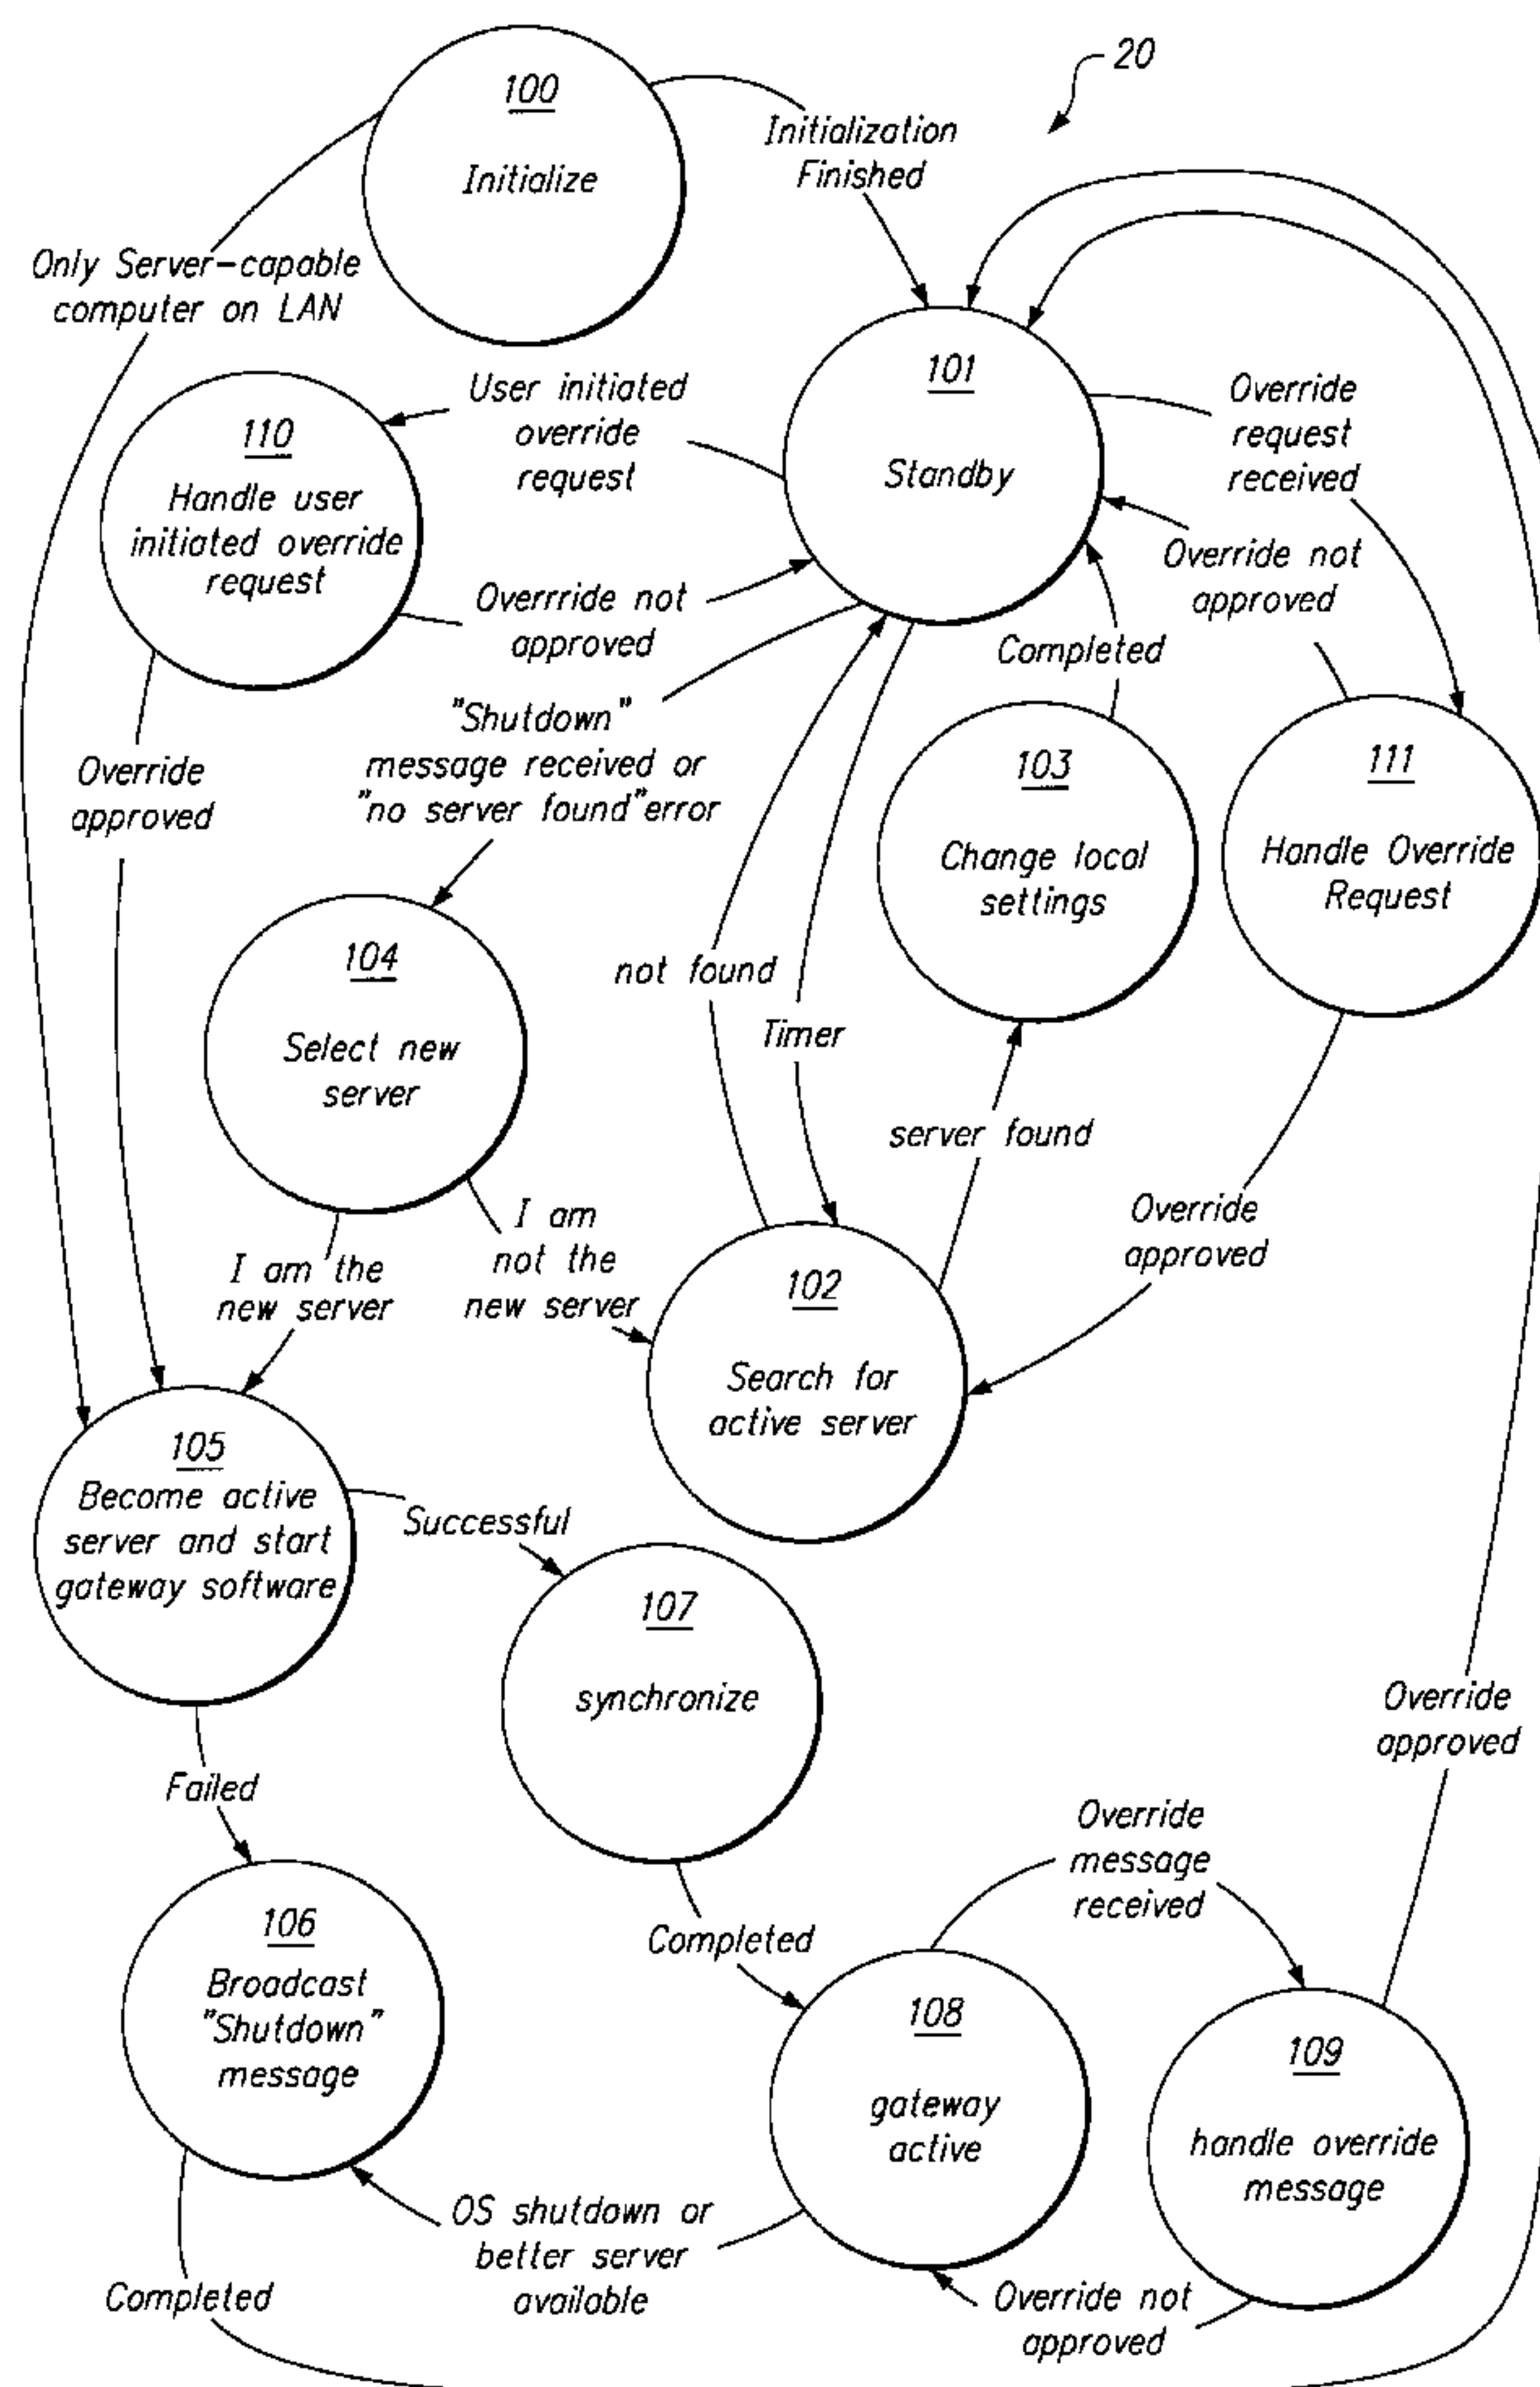 20
100
Initialize
Initialization
Finished
Only Server-capable
computer on LAN
101
Standby
User initiated
override
request
Override
request
received
110
Handle user
initiated override
request
Overrride not
approved
Override not
approved
Completed
"Shutdown"
message received or
"no server found"error
Override
approved
103
Change local
settings
111
Handle Override
Request
104
Select new
server
not found
Timer
server found
Override
approved
I am the
new server
I am
not the
new server
102
Search for
active server
105
Become active
server and start
gateway software
Successful
107
synchronize
Override
approved
Failed
Override
message
received
106
Broadcast
"Shutdown"
message
Completed
108
gateway
active
109
handle override
message
OS shutdown or
better server
available
Completed
Override not
approved